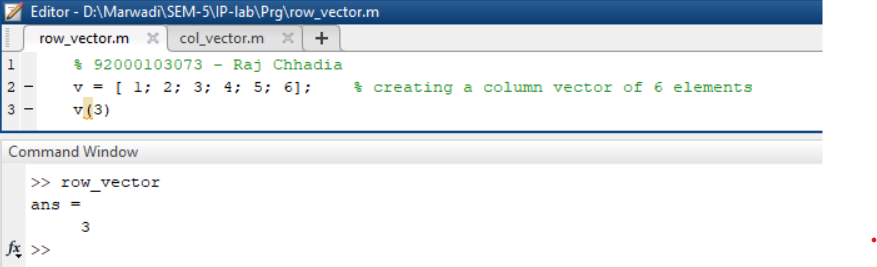 Editor - D:\Marwadi\SEM-5\IP-lab\Prg\row_vector.m
row_vector.m × col_vector.m × +
1 % 92000103073 - Raj Chhadia
2 - v = [ 1; 2; 3; 4; 5; 6]; % creating a column vector of 6 elements
3 - v(3)
Command Window
>> row_vector
ans =
3
fx >>